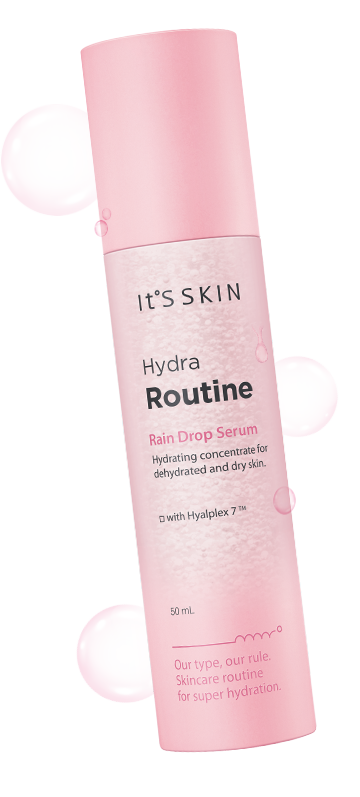 It'S SKIN
Hydra
Routine
Rain Drop Serum
Hydrating concentrate for
dehydrated and dry skin.
with Hyalplex 7™
50 mL
Our type, our rule.
Skincare routine
for super hydration.